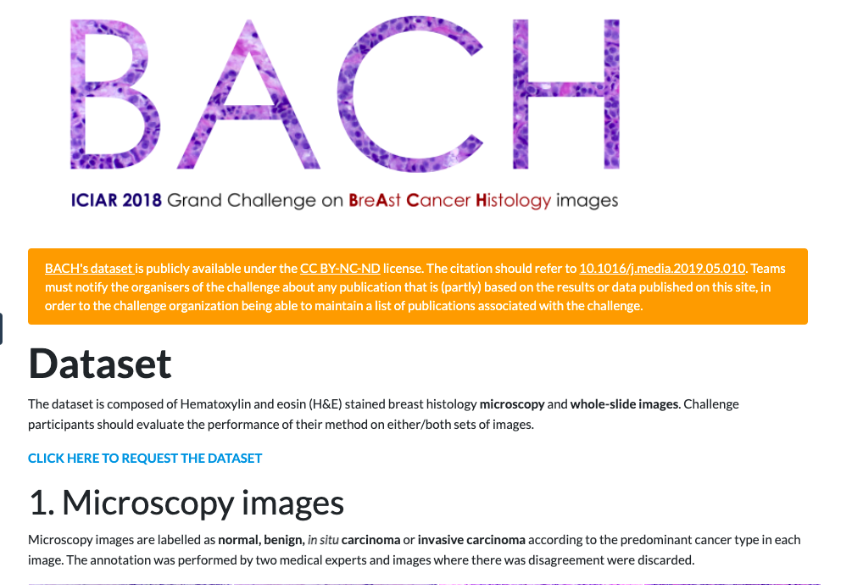 BACH
ICIAR 2018 Grand Challenge on BreAst Cancer Histology images
BACH's dataset is publicly available under the CC BY-NC-ND license. The citation should refer to 10.1016/j.media.2019.05.010. Teams
must notify the organisers of the challenge about any publication that is (partly) based on the results or data published on this site, in
order to the challenge organization being able to maintain a list of publications associated with the challenge.
Dataset
The dataset is composed of Hematoxylin and eosin (H&E) stained breast histology microscopy and whole-slide images. Challenge
participants should evaluate the performance of their method on either/both sets of images.
CLICK HERE TO REQUEST THE DATASET
1. Microscopy images
Microscopy images are labelled as normal, benign, in situ carcinoma or invasive carcinoma according to the predominant cancer type in each
image. The annotation was performed by two medical experts and images where there was disagreement were discarded.